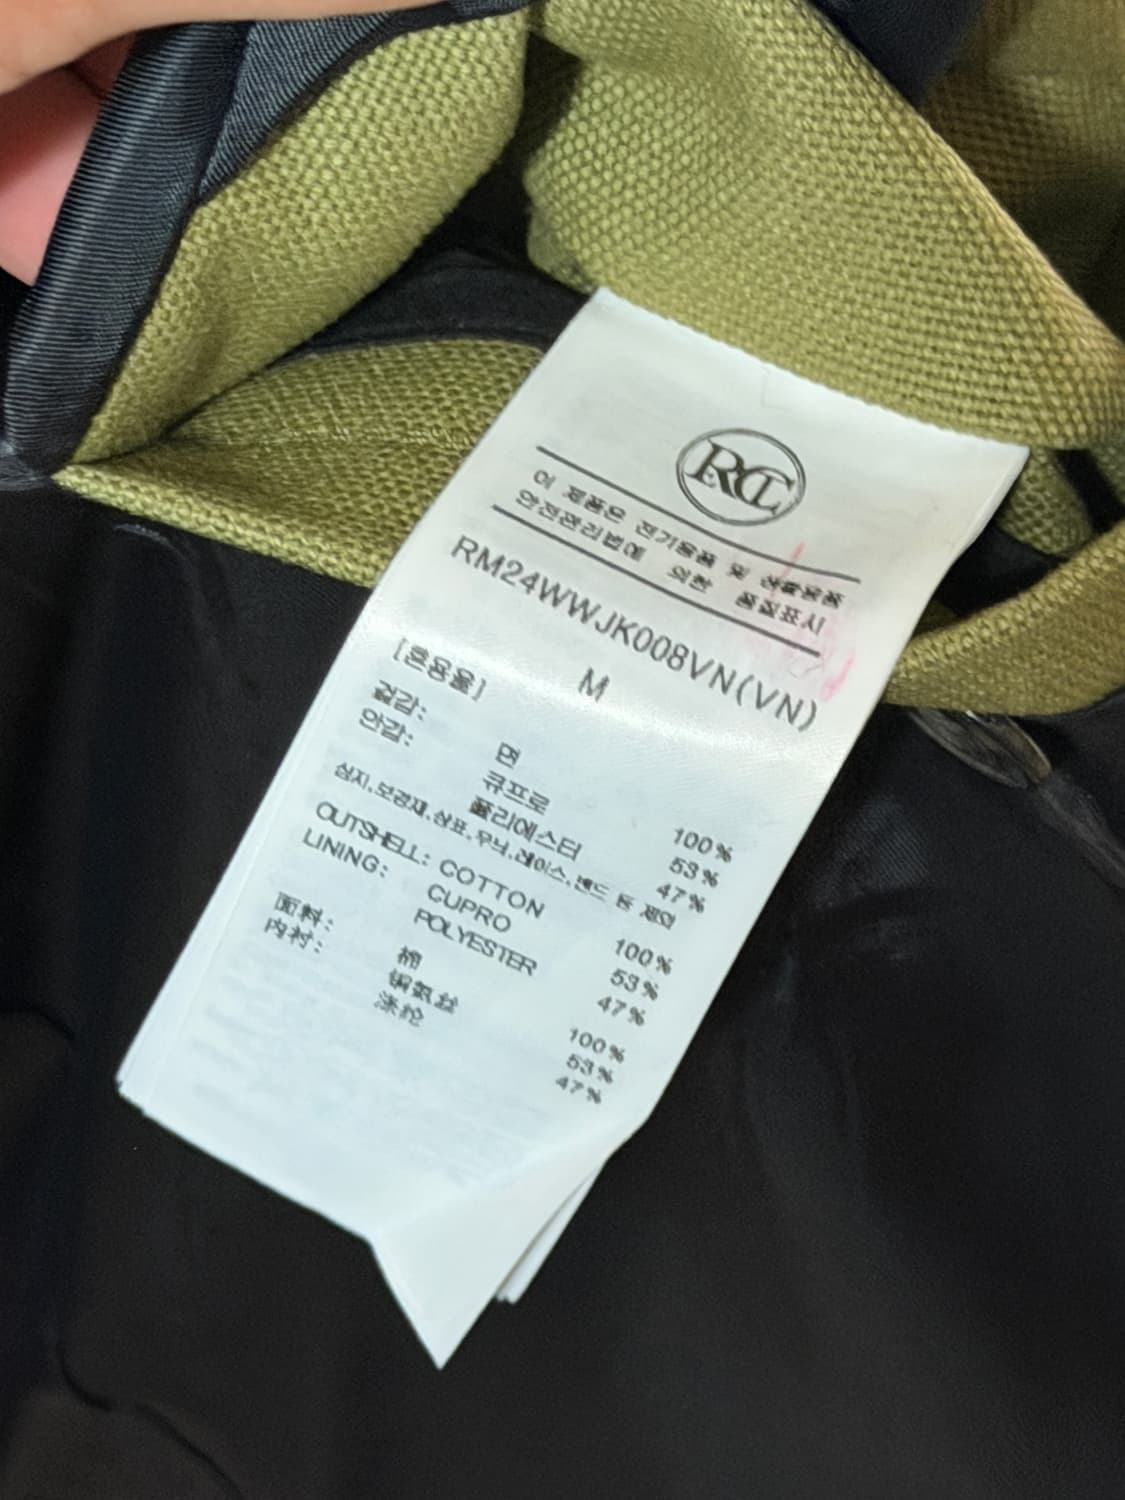 RCT
이 제품은 전기용품 및 생활용품
안전관리법에 의한 품질표시
RM24WWJK008VN(VN)
M
[혼용율]
겉감: 면 100%
안감: 큐프로 53%
폴리에스터 47%
심지,보강재,상표,무늬,레이스,밴드 등 제외
OUTSHELL: COTTON 100%
LINING: CUPRO 53%
POLYESTER 47%
面料: 棉 100%
内衬: 铜氨丝 53%
涤纶 47%